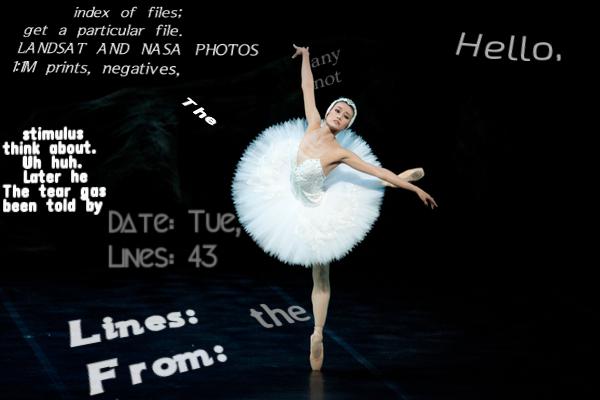 index of files;
get a particular file.
LANDSAT AND NASA PHOTOS
1:1M prints, negatives,
Hello.
any
not
The
stimulus
think about.
Uh huh.
Later he
The tear gas
been told by
Date: Tue,
Lines: 43
the
Lines:
From: